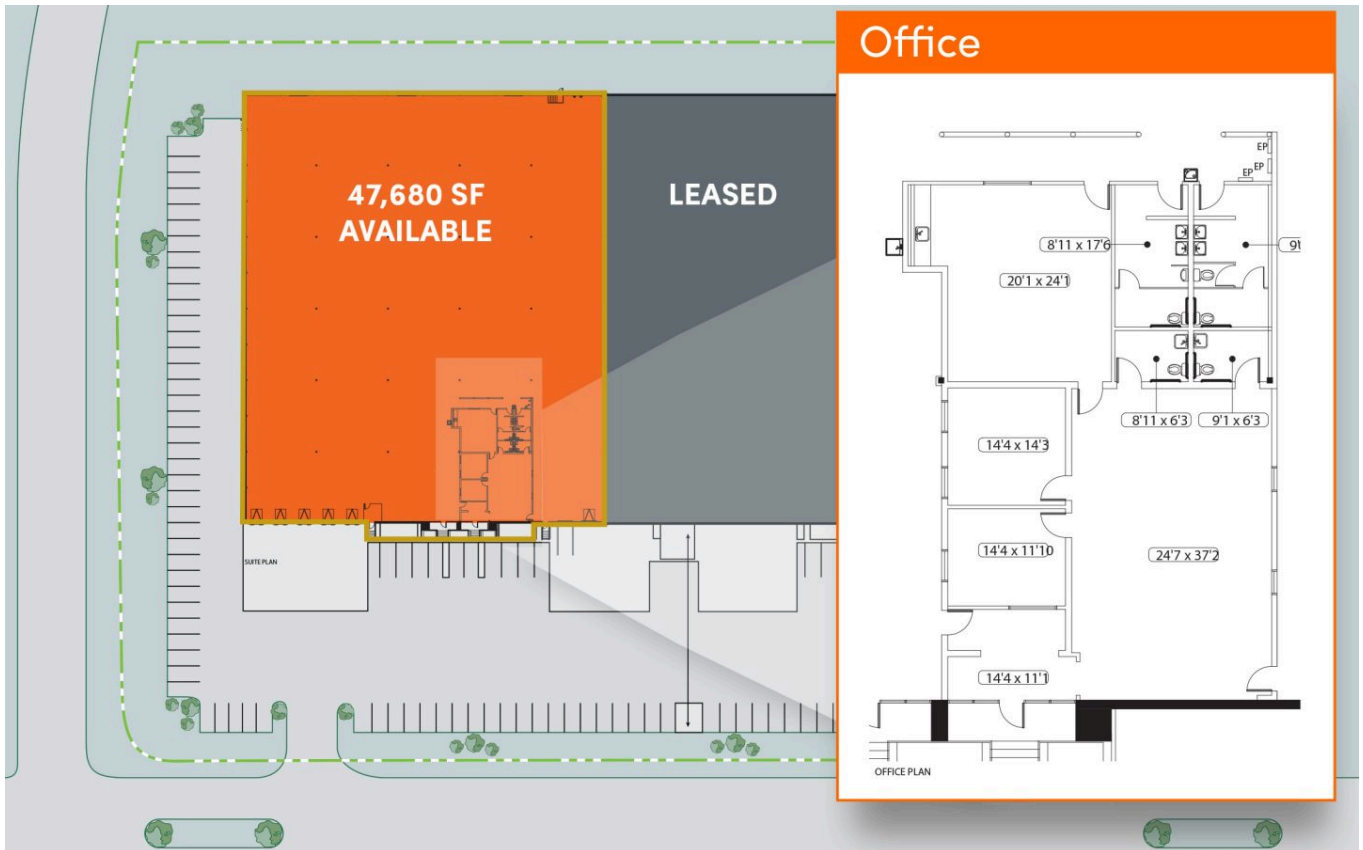 Office
47,680 SF
AVAILABLE
LEASED
SUITE PLAN
EP
EP
EP
8'11 x 17'6
20'1 x 24'1
8'11 x 6'3
9'1 x 6'3
14'4 x 14'3
14'4 x 11'10
24'7 x 37'2
14'4 x 11'1
OFFICE PLAN